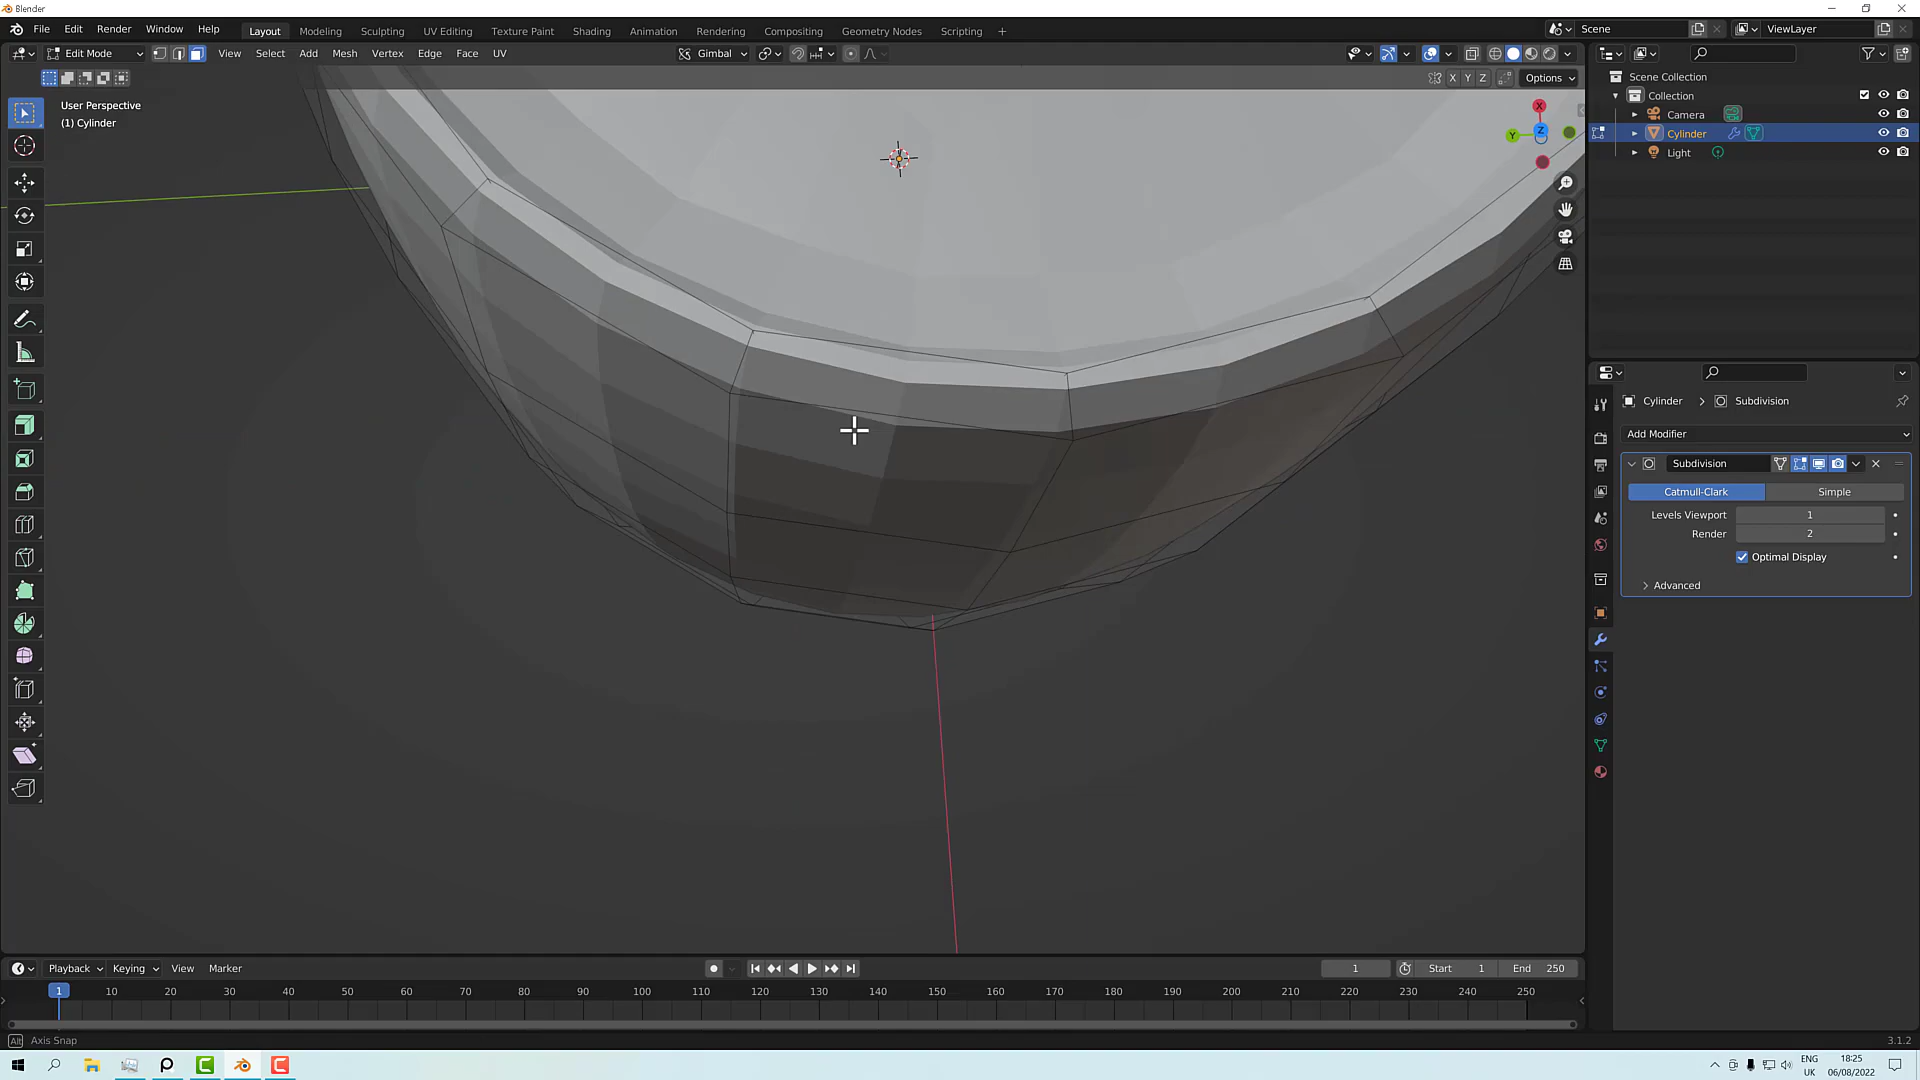 Blender
File Edit Render Window Help Layout Modeling Sculpting UV Editing Texture Paint Shading Animation Rendering Compositing Geometry Nodes Scripting + Scene ViewLayer
Edit Mode View Select Add Mesh Vertex Edge Face UV Gimbal
X Y Z Options
User Perspective
(1) Cylinder
X
Y
Z
Scene Collection
Collection
Camera
Cylinder
Light
Cylinder > Subdivision
Add Modifier
Subdivision
Catmull-Clark Simple
Levels Viewport 1
Render 2
Optimal Display
Advanced
Playback Keying View Marker 1 Start 1 End 250
1 10 20 30 40 50 60 70 80 90 100 110 120 130 140 150 160 170 180 190 200 210 220 230 240 250
Alt Axis Snap 3.1.2
ENG
UK
18:25
06/08/2022